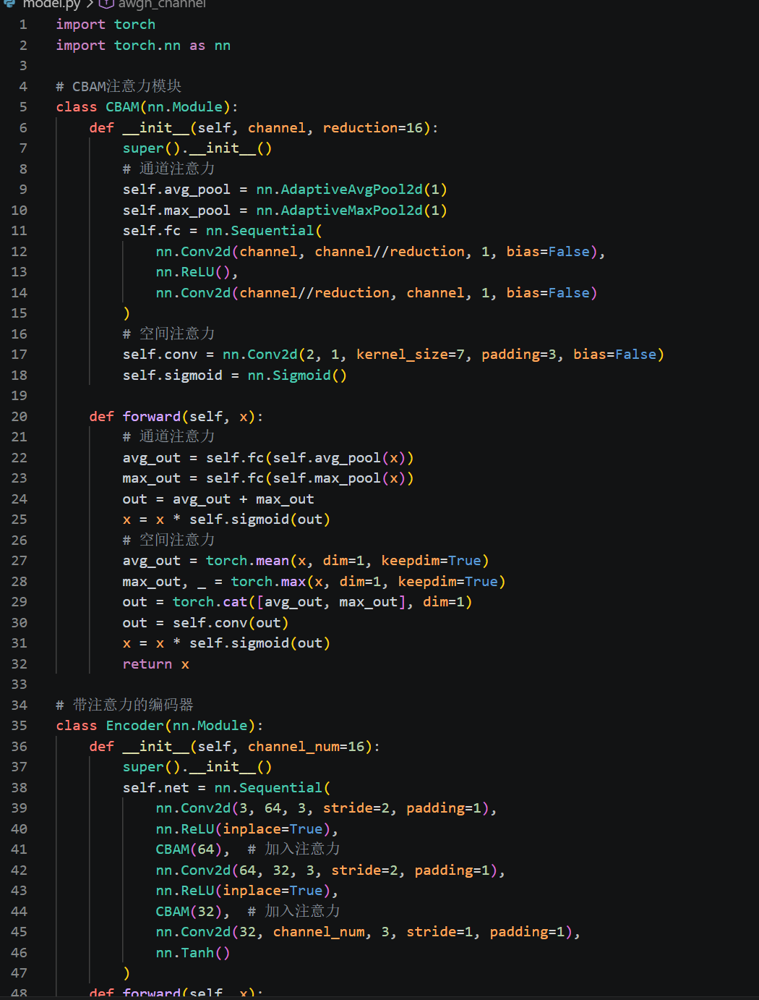 model.py > awgn_channel
1 import torch
2 import torch.nn as nn
3
4 # CBAM注意力模块
5 class CBAM(nn.Module):
6 def __init__(self, channel, reduction=16):
7 super().__init__()
8 # 通道注意力
9 self.avg_pool = nn.AdaptiveAvgPool2d(1)
10 self.max_pool = nn.AdaptiveMaxPool2d(1)
11 self.fc = nn.Sequential(
12 nn.Conv2d(channel, channel//reduction, 1, bias=False),
13 nn.ReLU(),
14 nn.Conv2d(channel//reduction, channel, 1, bias=False)
15 )
16 # 空间注意力
17 self.conv = nn.Conv2d(2, 1, kernel_size=7, padding=3, bias=False)
18 self.sigmoid = nn.Sigmoid()
19
20 def forward(self, x):
21 # 通道注意力
22 avg_out = self.fc(self.avg_pool(x))
23 max_out = self.fc(self.max_pool(x))
24 out = avg_out + max_out
25 x = x * self.sigmoid(out)
26 # 空间注意力
27 avg_out = torch.mean(x, dim=1, keepdim=True)
28 max_out, _ = torch.max(x, dim=1, keepdim=True)
29 out = torch.cat([avg_out, max_out], dim=1)
30 out = self.conv(out)
31 x = x * self.sigmoid(out)
32 return x
33
34 # 带注意力的编码器
35 class Encoder(nn.Module):
36 def __init__(self, channel_num=16):
37 super().__init__()
38 self.net = nn.Sequential(
39 nn.Conv2d(3, 64, 3, stride=2, padding=1),
40 nn.ReLU(inplace=True),
41 CBAM(64), # 加入注意力
42 nn.Conv2d(64, 32, 3, stride=2, padding=1),
43 nn.ReLU(inplace=True),
44 CBAM(32), # 加入注意力
45 nn.Conv2d(32, channel_num, 3, stride=1, padding=1),
46 nn.Tanh()
47 )
48 def forward(self, x):